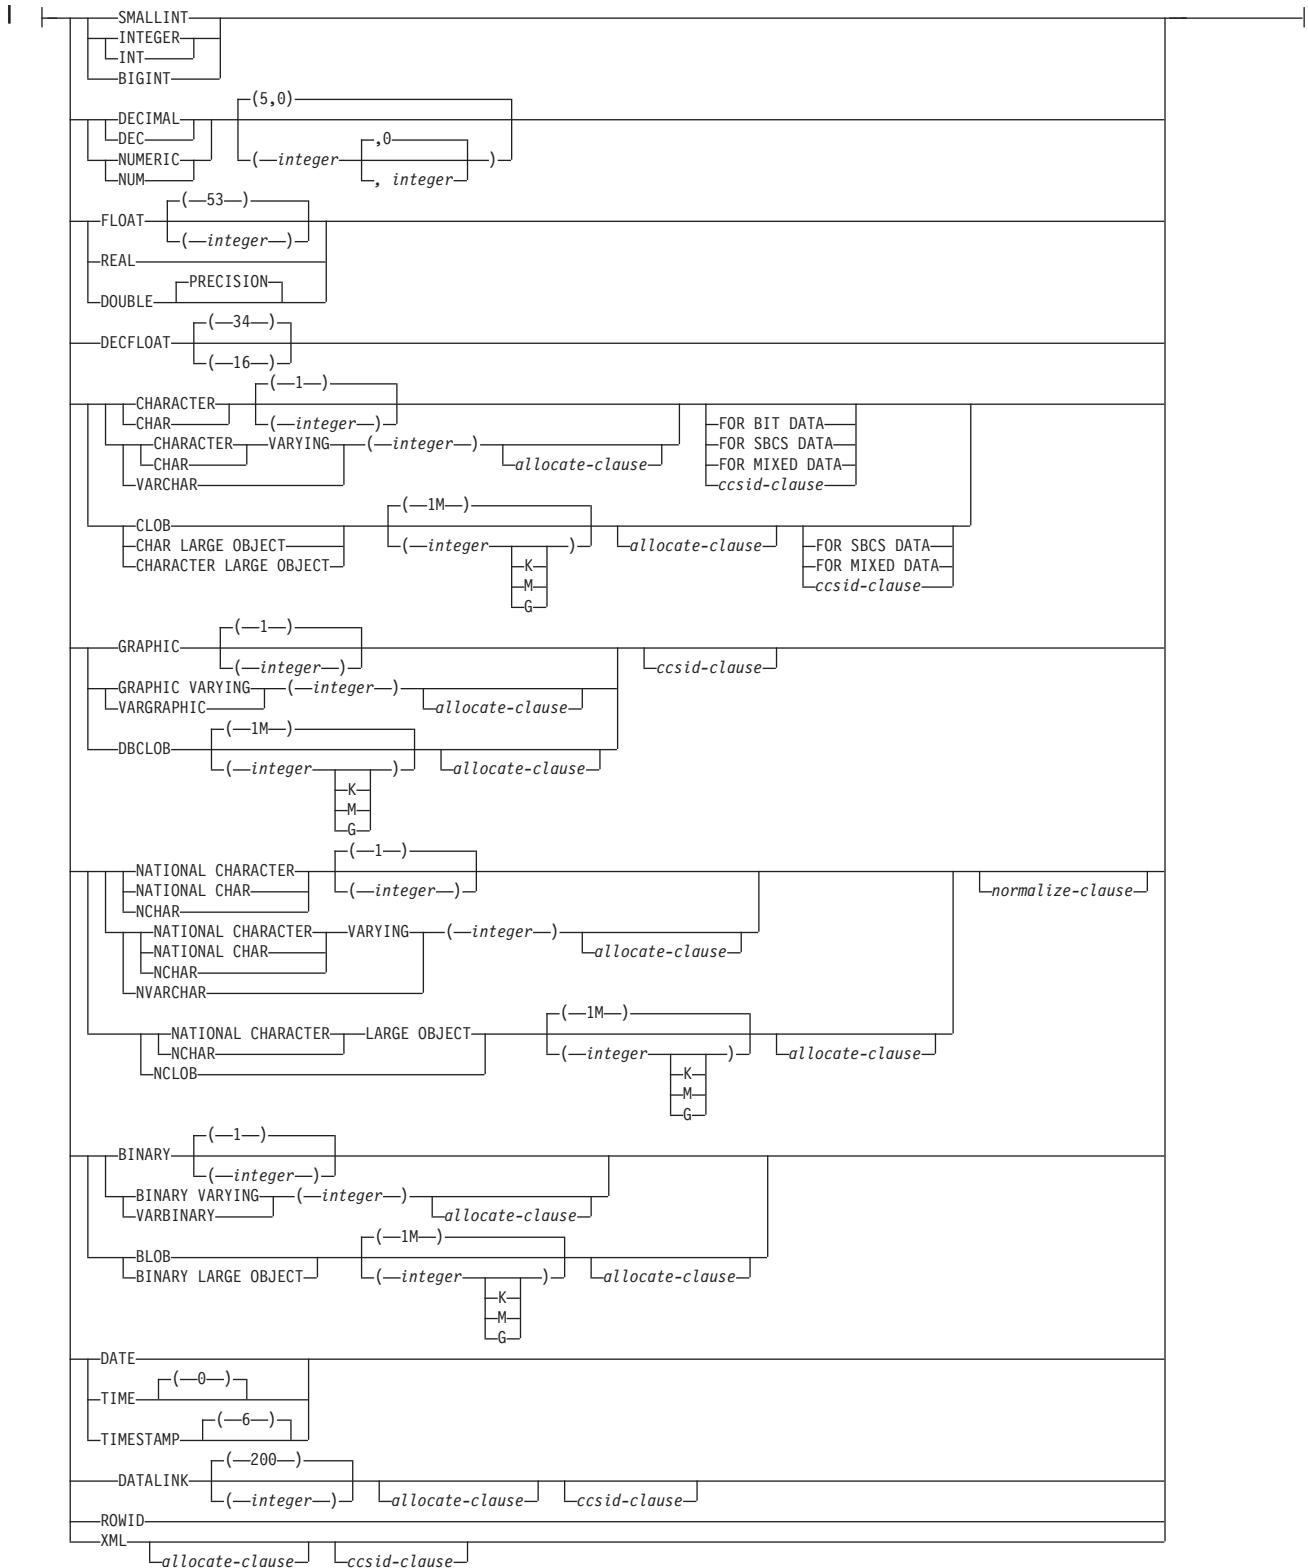 SMALLINT
INTEGER
INT
BIGINT
(5,0)
DECIMAL
DEC ,0
NUMERIC ( integer )
NUM , integer
( 53 )
FLOAT
( integer )
REAL
PRECISION
DOUBLE
( 34 )
DECFLOAT
( 16 )
( 1 )
CHARACTER
CHAR ( integer ) FOR BIT DATA
CHARACTER VARYING ( integer ) FOR SBCS DATA
CHAR allocate-clause FOR MIXED DATA
VARCHAR ccsid-clause
( 1M )
CLOB
CHAR LARGE OBJECT ( integer ) allocate-clause FOR SBCS DATA
CHARACTER LARGE OBJECT K FOR MIXED DATA
M ccsid-clause
G
( 1 )
GRAPHIC
( integer ) ccsid-clause
GRAPHIC VARYING ( integer )
VARGRAPHIC allocate-clause
( 1M )
DBCLOB
( integer ) allocate-clause
K
M
G
( 1 )
NATIONAL CHARACTER
NATIONAL CHAR ( integer ) normalize-clause
NCHAR
NATIONAL CHARACTER VARYING ( integer )
NATIONAL CHAR allocate-clause
NCHAR
NVARCHAR
( 1M )
NATIONAL CHARACTER LARGE OBJECT
NCHAR ( integer ) allocate-clause
NCLOB K
M
G
( 1 )
BINARY
( integer )
BINARY VARYING ( integer )
VARBINARY allocate-clause
( 1M )
BLOB
BINARY LARGE OBJECT ( integer ) allocate-clause
K
M
G
DATE
( 0 )
TIME
( 6 )
TIMESTAMP
( 200 )
DATALINK
( integer ) allocate-clause ccsid-clause
ROWID
XML
allocate-clause ccsid-clause